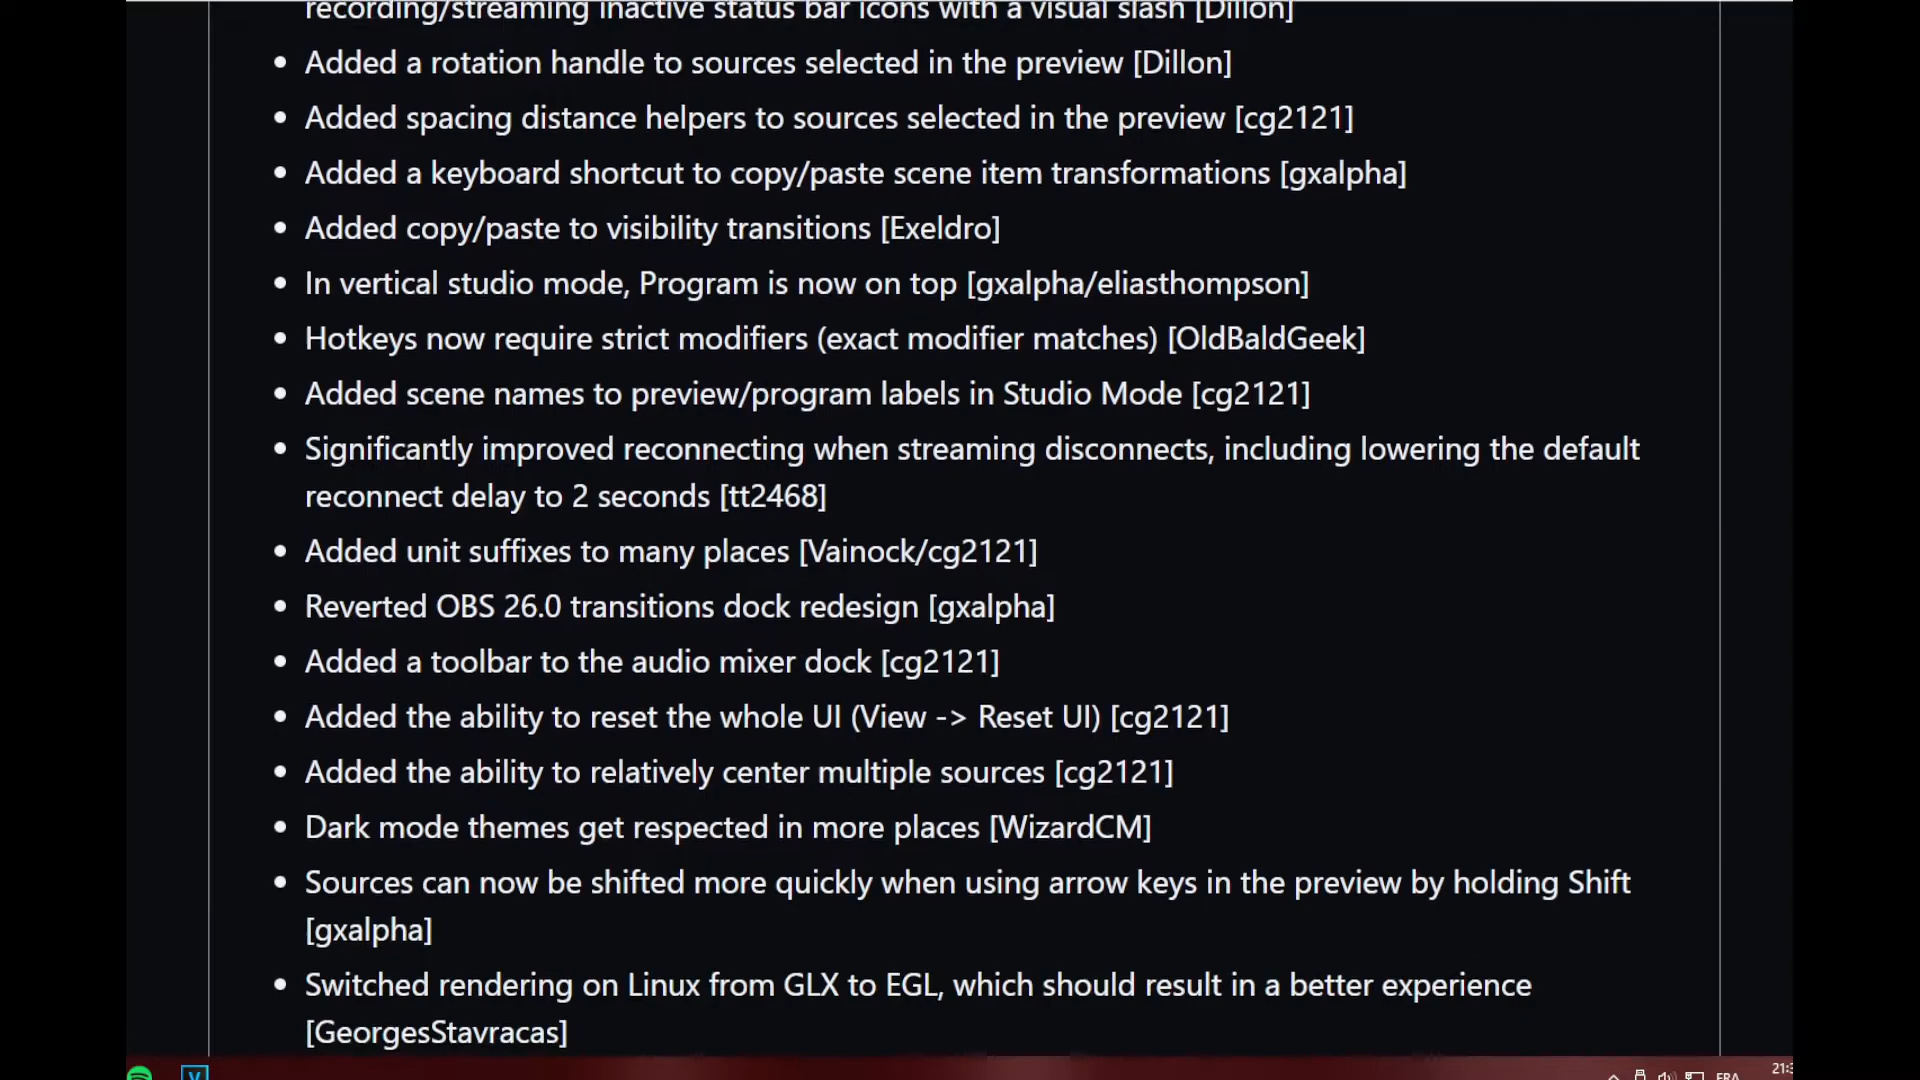 recording/streaming inactive status bar icons with a visual slash [Dillon]
• Added a rotation handle to sources selected in the preview [Dillon]
• Added spacing distance helpers to sources selected in the preview [cg2121]
• Added a keyboard shortcut to copy/paste scene item transformations [gxalpha]
• Added copy/paste to visibility transitions [Exeldro]
• In vertical studio mode, Program is now on top [gxalpha/eliasthompson]
• Hotkeys now require strict modifiers (exact modifier matches) [OldBaldGeek]
• Added scene names to preview/program labels in Studio Mode [cg2121]
• Significantly improved reconnecting when streaming disconnects, including lowering the default
reconnect delay to 2 seconds [tt2468]
• Added unit suffixes to many places [Vainock/cg2121]
• Reverted OBS 26.0 transitions dock redesign [gxalpha]
• Added a toolbar to the audio mixer dock [cg2121]
• Added the ability to reset the whole UI (View -> Reset UI) [cg2121]
• Added the ability to relatively center multiple sources [cg2121]
• Dark mode themes get respected in more places [WizardCM]
• Sources can now be shifted more quickly when using arrow keys in the preview by holding Shift
[gxalpha]
• Switched rendering on Linux from GLX to EGL, which should result in a better experience
[GeorgesStavracas]
V FRA